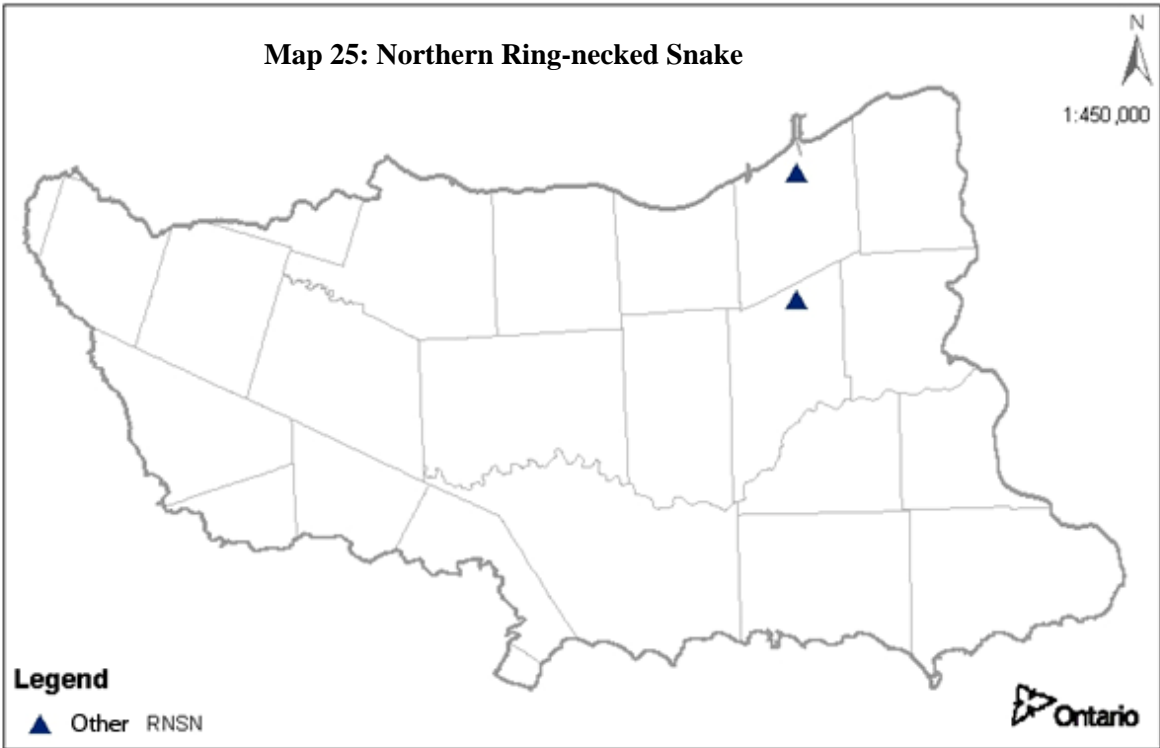 N
Map 25: Northern Ring-necked Snake
1:450,000
Legend
Other RNSN
Ontario